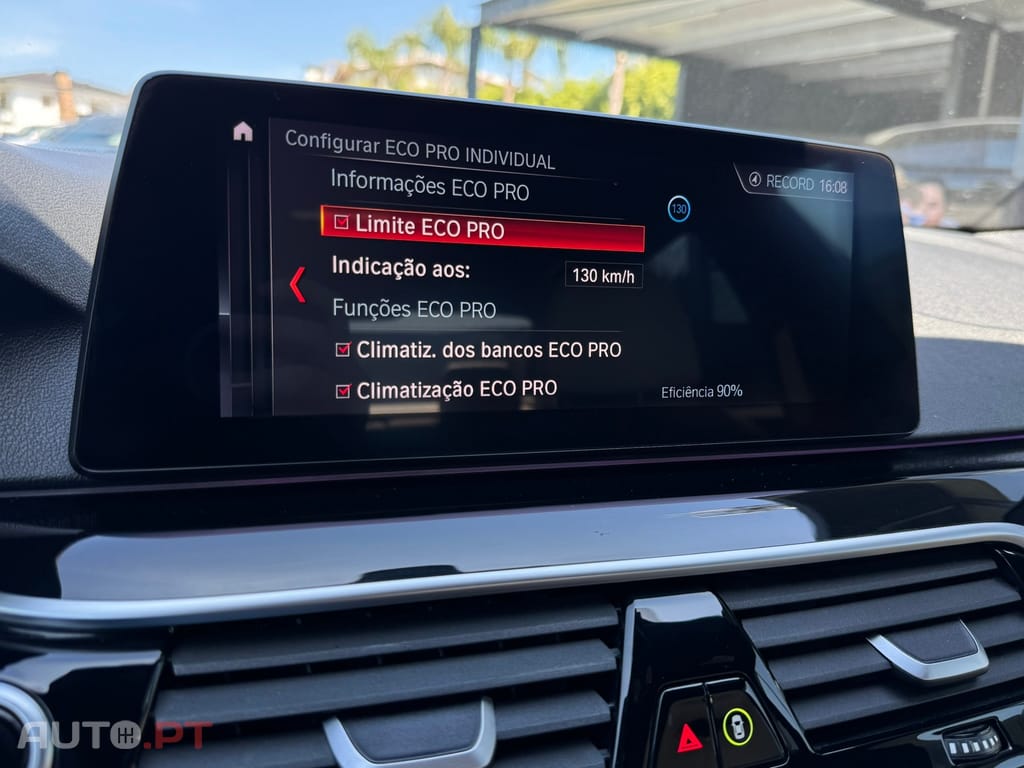 Configurar ECO PRO INDIVIDUAL
RECORD 16:08
Informações ECO PRO
130
Limite ECO PRO
Indicação aos:
130 km/h
Funções ECO PRO
Climatiz. dos bancos ECO PRO
Climatização ECO PRO
Eficiência 90%
AUTO.PT